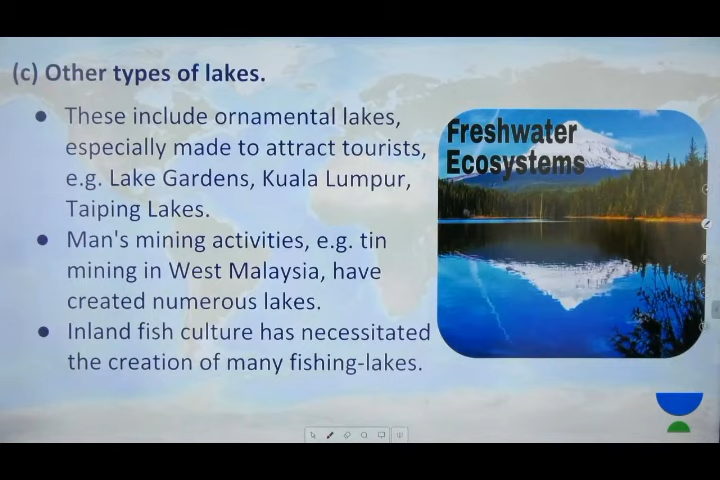 (c) Other types of lakes.
● These include ornamental lakes,
especially made to attract tourists,
e.g. Lake Gardens, Kuala Lumpur,
Taiping Lakes.
● Man's mining activities, e.g. tin
mining in West Malaysia, have
created numerous lakes.
● Inland fish culture has necessitated
the creation of many fishing-lakes.
Freshwater
Ecosystems